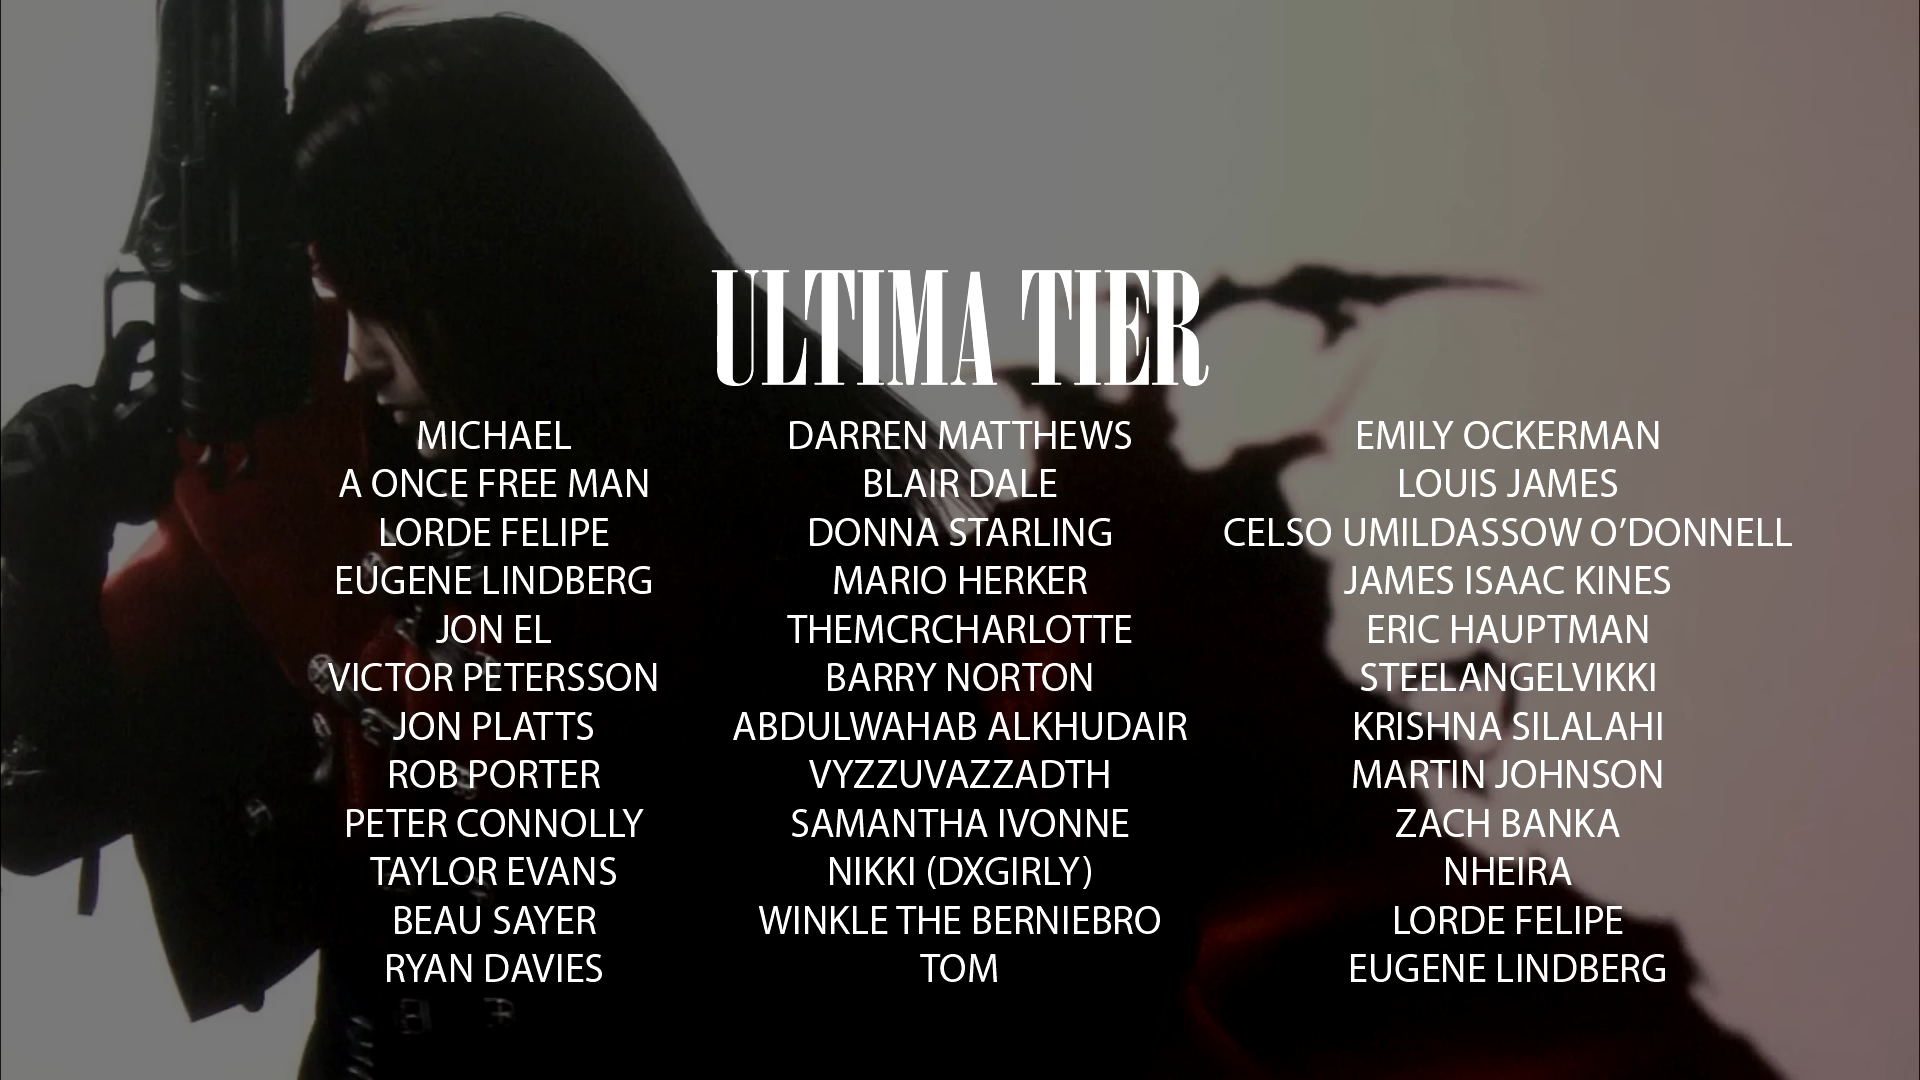 ULTIMA TIER
MICHAEL
A ONCE FREE MAN
LORDE FELIPE
EUGENE LINDBERG
JON EL
VICTOR PETERSSON
JON PLATTS
ROB PORTER
PETER CONNOLLY
TAYLOR EVANS
BEAU SAYER
RYAN DAVIES
DARREN MATTHEWS
BLAIR DALE
DONNA STARLING
MARIO HERKER
THEMCRCHARLOTTE
BARRY NORTON
ABDULWAHAB ALKHUDAIR
VYZZUVAZZADTH
SAMANTHA IVONNE
NIKKI (DXGIRLY)
WINKLE THE BERNIEBRO
TOM
EMILY OCKERMAN
LOUIS JAMES
CELSO UMILDASSOW O’DONNELL
JAMES ISAAC KINES
ERIC HAUPTMAN
STEELANGELVIKKI
KRISHNA SILALAHI
MARTIN JOHNSON
ZACH BANKA
NHEIRA
LORDE FELIPE
EUGENE LINDBERG